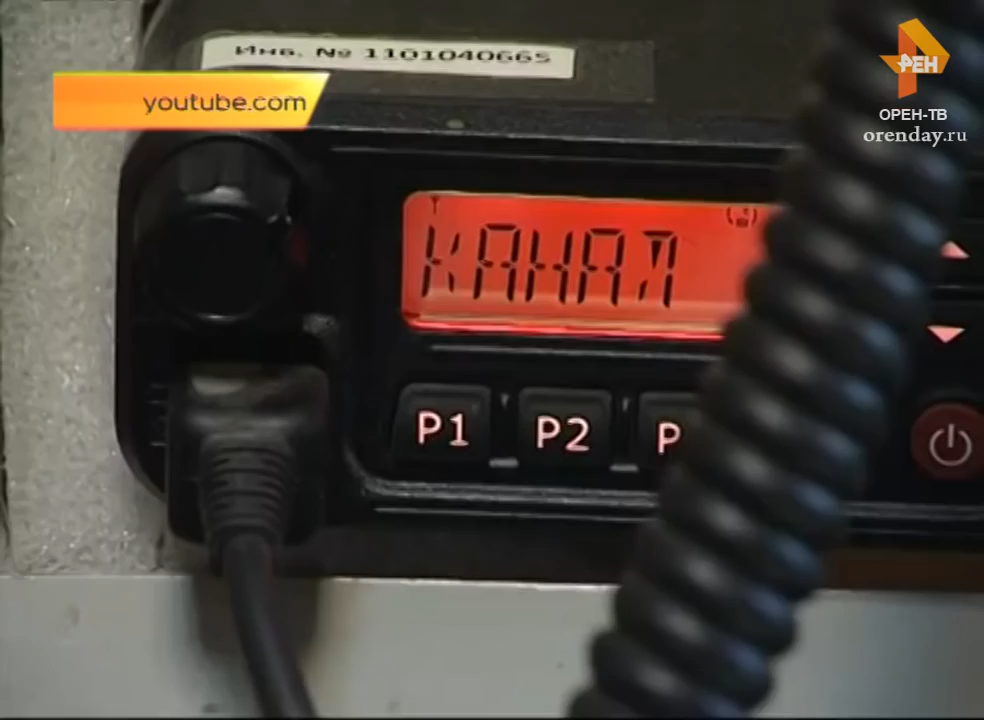 Инв. № 1101040665
youtube.com
РЕН
ОРЕН-ТВ
orenday.ru
КАНАЛ
P1
P2
P